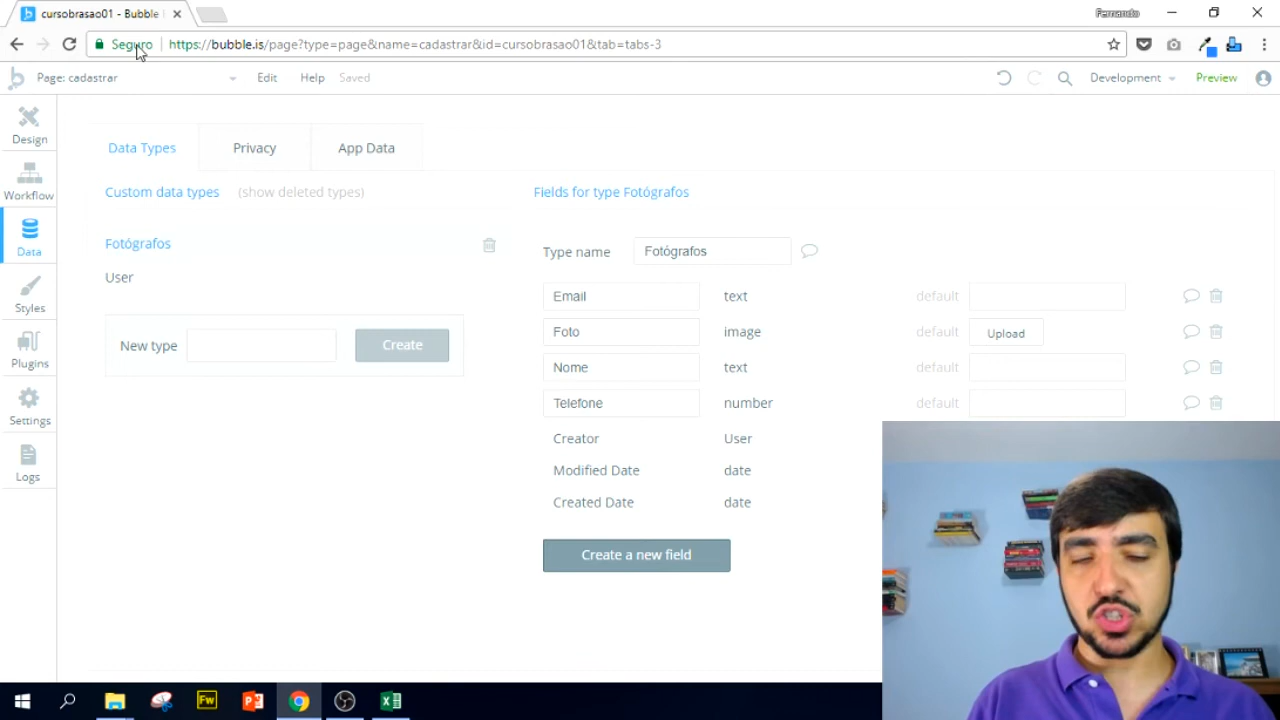 cursobrasao01 - Bubble
Fernando
Seguro
https://bubble.is/page?type=page&name=cadastrar&id=cursobrasao01&tab=tabs-3
Page: cadastrar
Edit
Help
Saved
Development
Preview
Design
Workflow
Data
Styles
Plugins
Settings
Logs
Data Types
Privacy
App Data
Custom data types
(show deleted types)
Fotógrafos
User
New type
Create
Fields for type Fotógrafos
Type name
Fotógrafos
Email text default
Foto image default Upload
Nome text default
Telefone number default
Creator User
Modified Date date
Created Date date
Create a new field
Fw